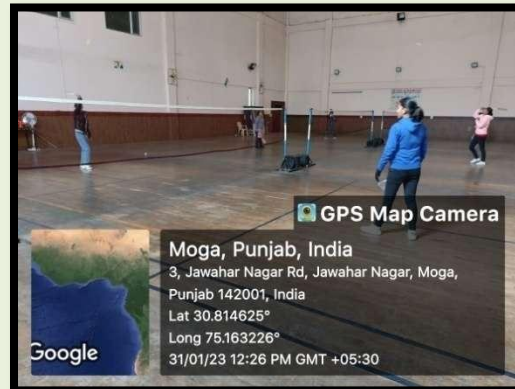 GPS Map Camera
Moga, Punjab, India
3, Jawahar Nagar Rd, Jawahar Nagar, Moga,
Punjab 142001, India
Lat 30.814625°
Long 75.163226°
31/01/23 12:26 PM GMT +05:30
Google